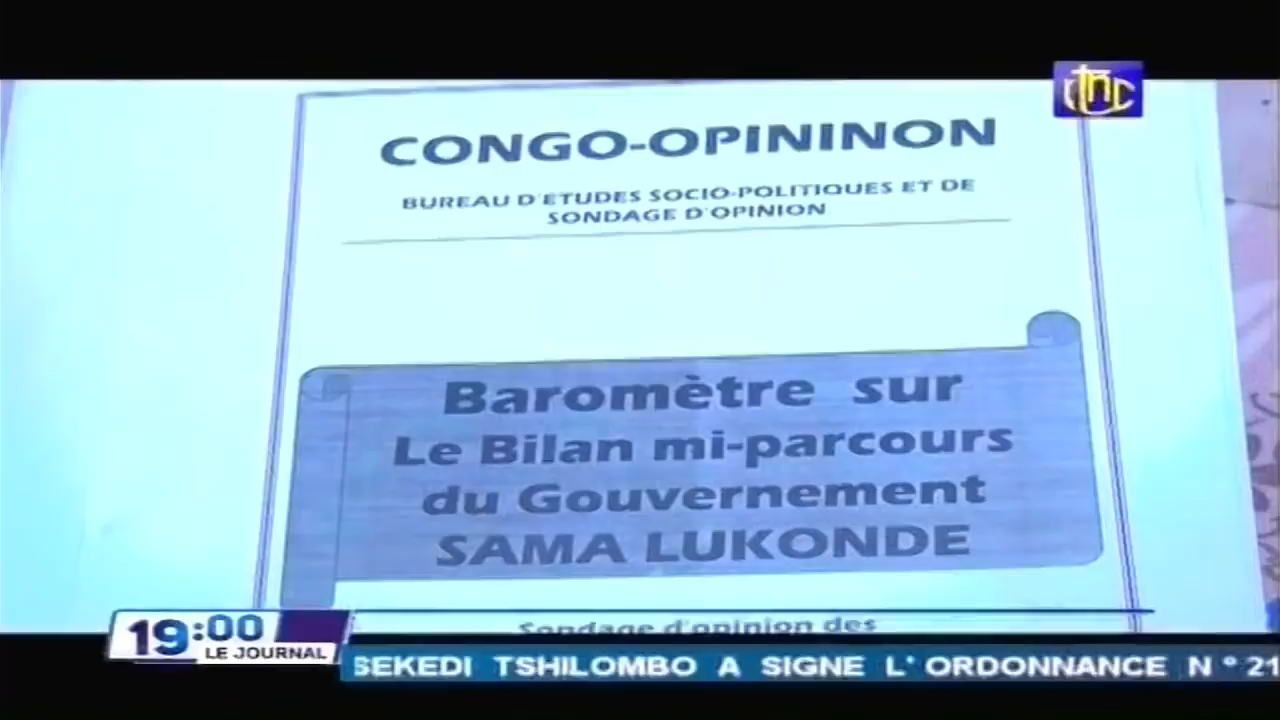 CONGO-OPININON
BUREAU D'ETUDES SOCIO-POLITIQUES ET DE
SONDAGE D'OPINION
Baromètre sur
Le Bilan mi-parcours
du Gouvernement
SAMA LUKONDE
Sondage d'opinion des
19:00
LE JOURNAL
SEKEDI TSHILOMBO A SIGNE L'ORDONNANCE N° 21